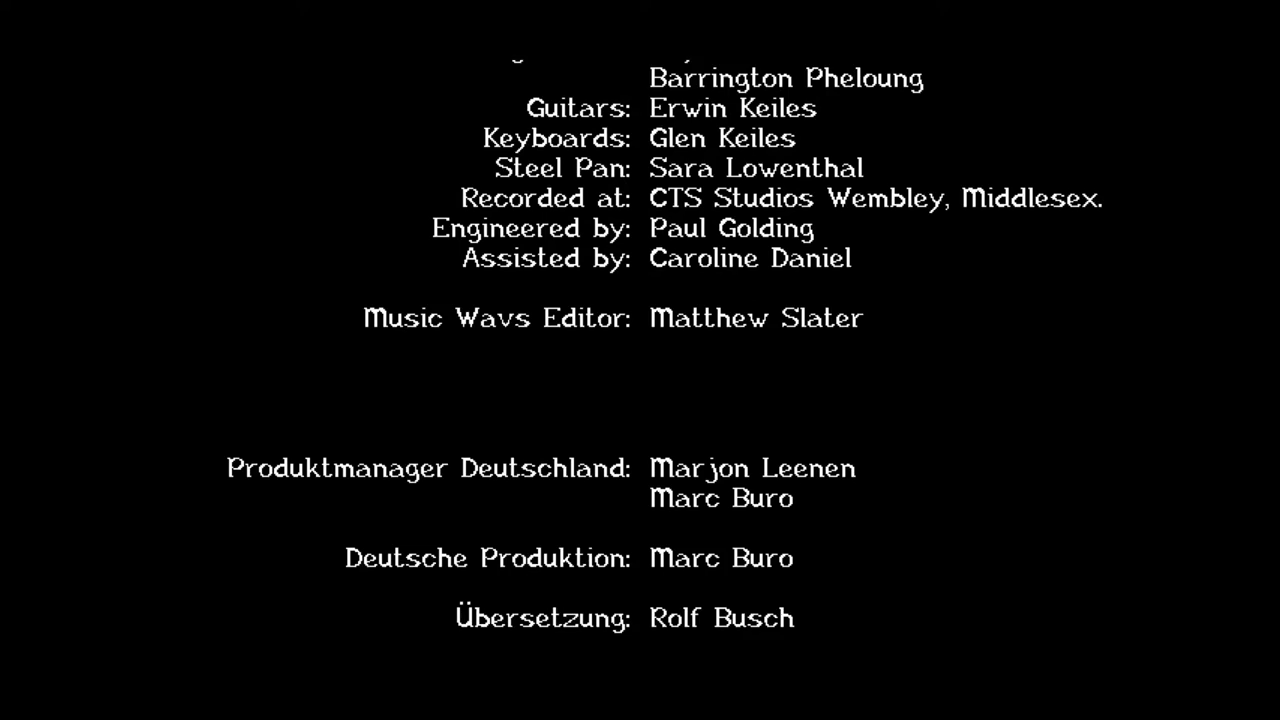 Barrington Pheloung
Guitars: Erwin Keiles
Keyboards: Glen Keiles
Steel Pan: Sara Lowenthal
Recorded at: CTS Studios Wembley, Middlesex.
Engineered by: Paul Golding
Assisted by: Caroline Daniel
Music Wavs Editor: Matthew Slater
Produktmanager Deutschland: Marjon Leenen
Marc Buro
Deutsche Produktion: Marc Buro
Übersetzung: Rolf Busch